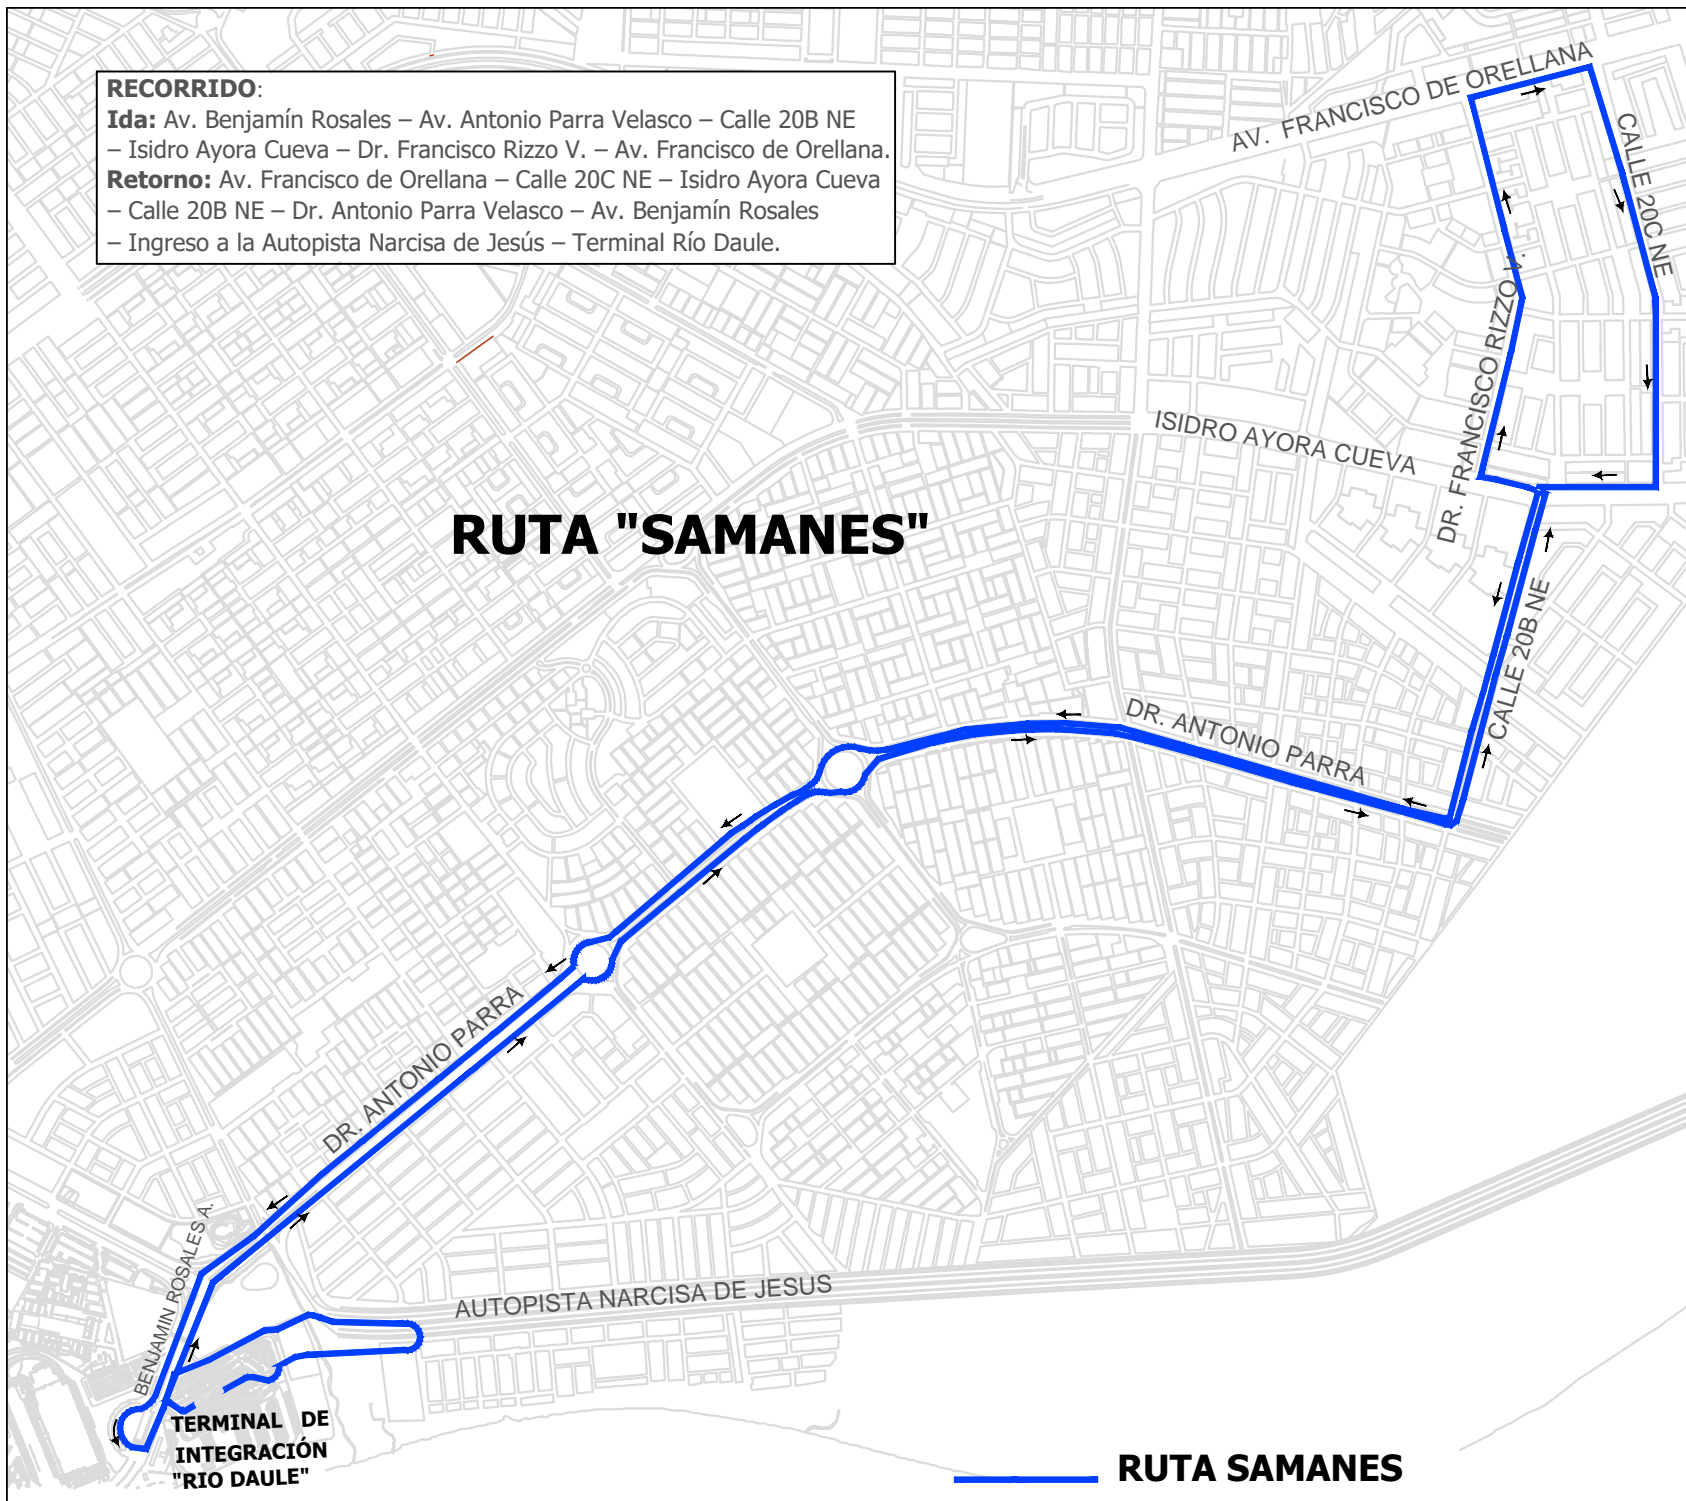 RECORRIDO:
Ida: Av. Benjamín Rosales – Av. Antonio Parra Velasco – Calle 20B NE
– Isidro Ayora Cueva – Dr. Francisco Rizzo V. – Av. Francisco de Orellana.
Retorno: Av. Francisco de Orellana – Calle 20C NE – Isidro Ayora Cueva
– Calle 20B NE – Dr. Antonio Parra Velasco – Av. Benjamín Rosales
– Ingreso a la Autopista Narcisa de Jesús – Terminal Río Daule.
AV. FRANCISCO DE ORELLANA
CALLE 20C NE
DR. FRANCISCO RIZZO V.
ISIDRO AYORA CUEVA
RUTA "SAMANES"
CALLE 20B NE
DR. ANTONIO PARRA
DR. ANTONIO PARRA
BENJAMIN ROSALES A.
AUTOPISTA NARCISA DE JESUS
TERMINAL DE
INTEGRACIÓN
"RIO DAULE"
RUTA SAMANES